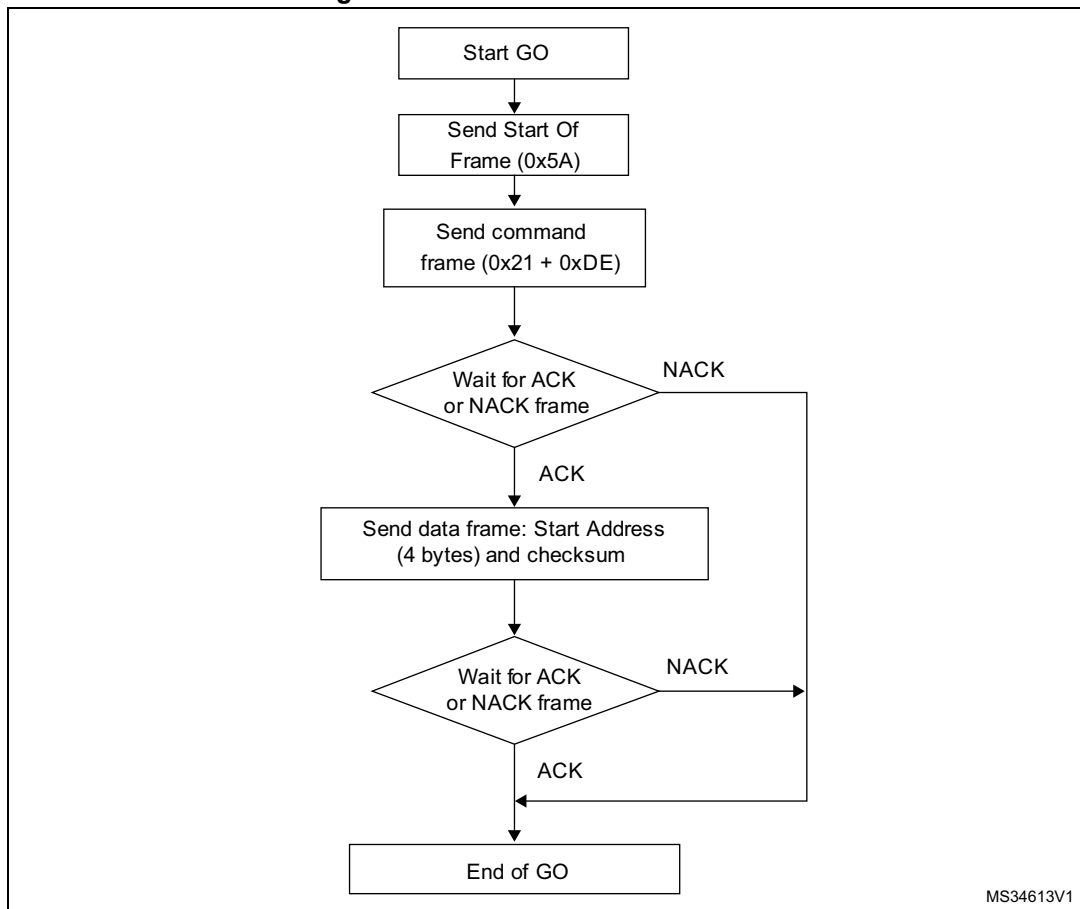 Start GO
Send Start Of
Frame (0x5A)
Send command
frame (0x21 + 0xDE)
Wait for ACK
or NACK frame
NACK
ACK
Send data frame: Start Address
(4 bytes) and checksum
Wait for ACK
or NACK frame
NACK
ACK
End of GO
MS34613V1